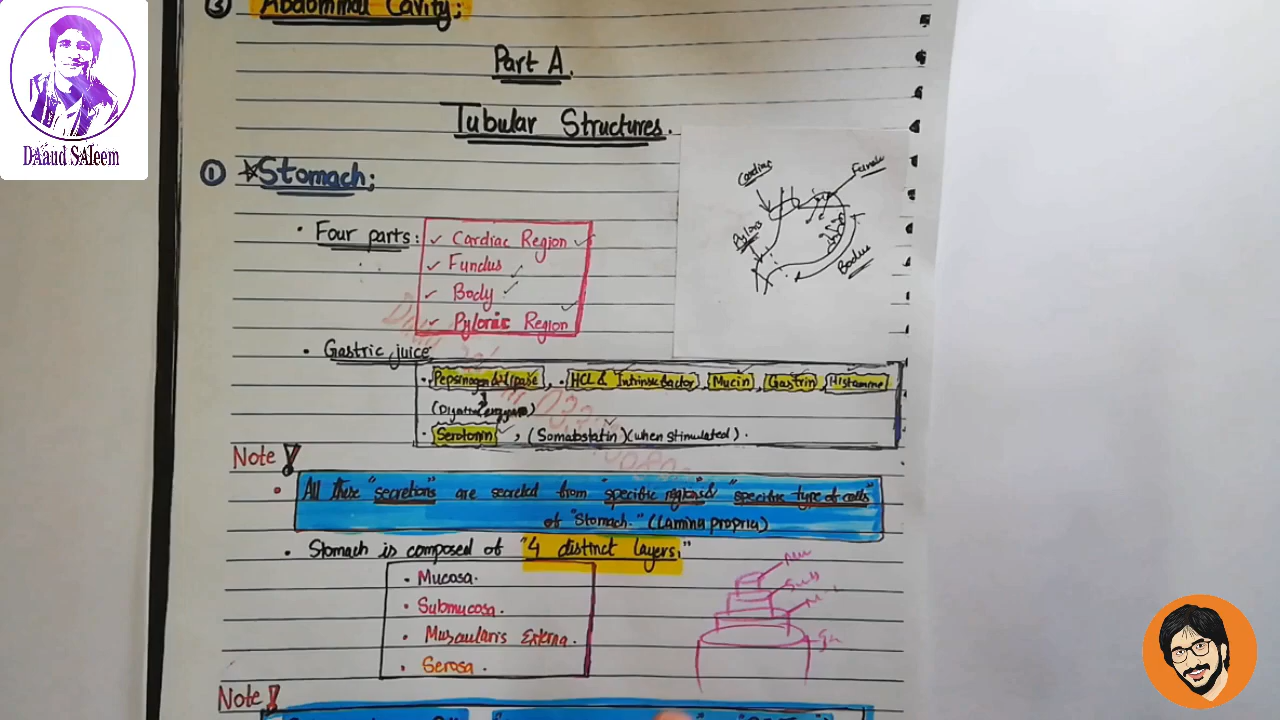 DAaud SAleem
③ Abdominal Cavity:
Part A.
Tubular Structures.
① Stomach:
Cardiac
Pylorus
Body
• Four parts:
✓ Cardiac Region ✓
✓ Fundus ✓
✓ Body ✓
✓ Pyloric Region ✓
• Gastric juice
• Pepsinogen & Lipase, • HCL & Intrinsic factor, Mucin, Gastrin, Histamine
(Digestive enzymes)
• Serotonin, (Somatostatin) (when stimulated).
Note!
• All these "secretions" are secreted from "specific regions" & "specific type of cells"
of "Stomach." (Lamina propria)
• Stomach is composed of "4 distinct layers."
• Mucosa.
• Submucosa.
• Muscularis Externa.
• Serosa.
Note!